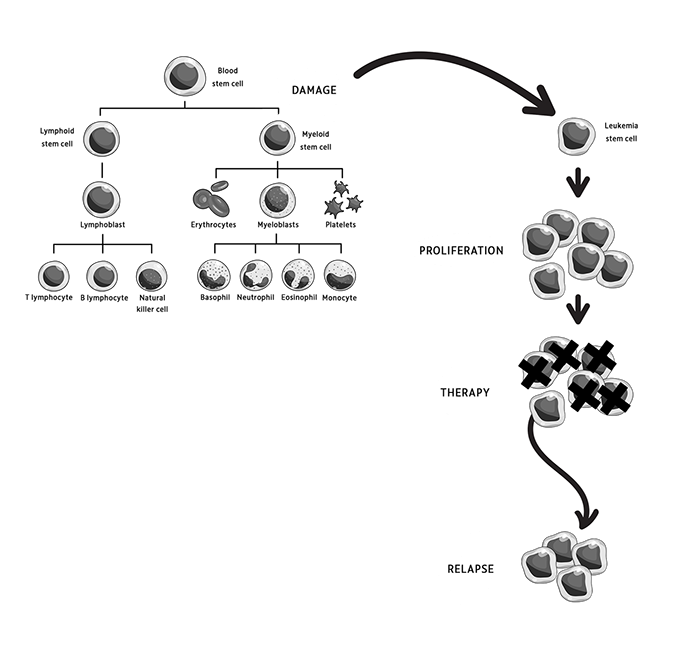 Blood
stem cell
DAMAGE
Lymphoid
stem cell
Myeloid
stem cell
Leukemia
stem cell
Lymphoblast
Erythrocytes
Myeloblasts
Platelets
PROLIFERATION
T lymphocyte
B lymphocyte
Natural
killer cell
Basophil
Neutrophil
Eosinophil
Monocyte
THERAPY
RELAPSE